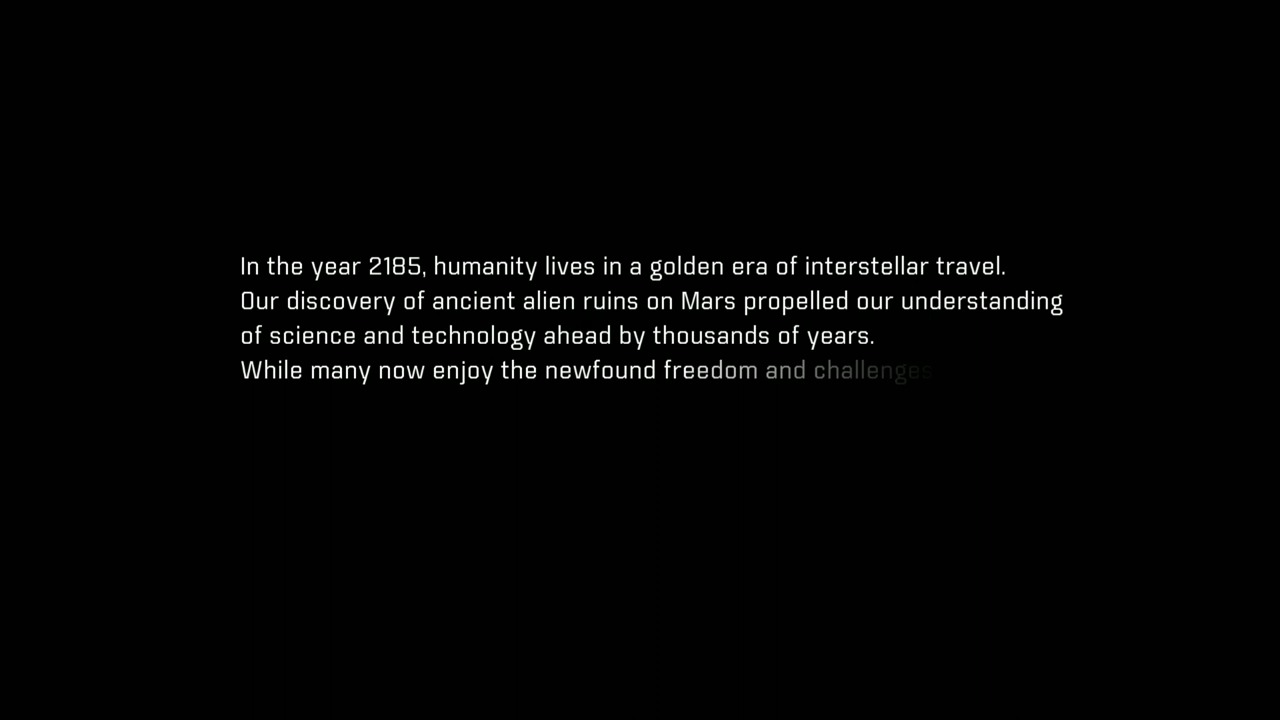 In the year 2185, humanity lives in a golden era of interstellar travel.
Our discovery of ancient alien ruins on Mars propelled our understanding
of science and technology ahead by thousands of years.
While many now enjoy the newfound freedom and challenges